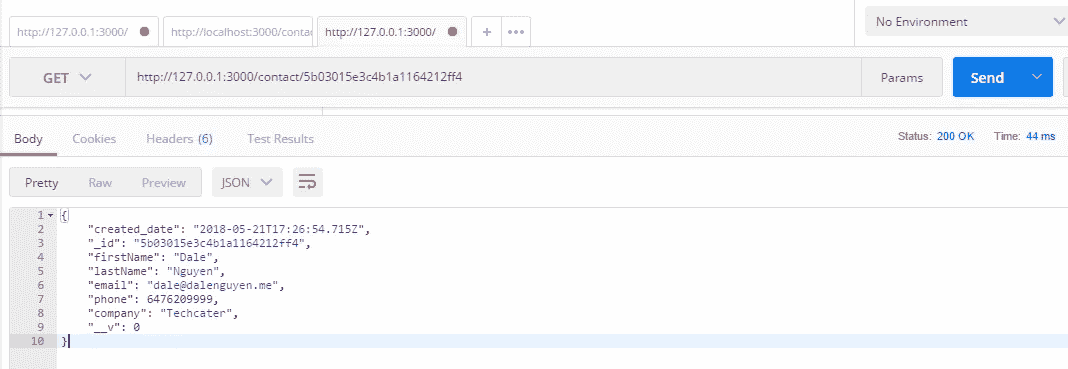 http://127.0.0.1:3000/ http://localhost:3000/conta http://127.0.0.1:3000/ + ••• No Environment
GET http://127.0.0.1:3000/contact/5b03015e3c4b1a1164212ff4 Params Send
Body Cookies Headers (6) Test Results Status: 200 OK Time: 44 ms
Pretty Raw Preview JSON
1 {
2 "created_date": "2018-05-21T17:26:54.715Z",
3 "_id": "5b03015e3c4b1a1164212ff4",
4 "firstName": "Dale",
5 "lastName": "Nguyen",
6 "email": "dale@dalenguyen.me",
7 "phone": 6476209999,
8 "company": "Techcater",
9 "__v": 0
10 }